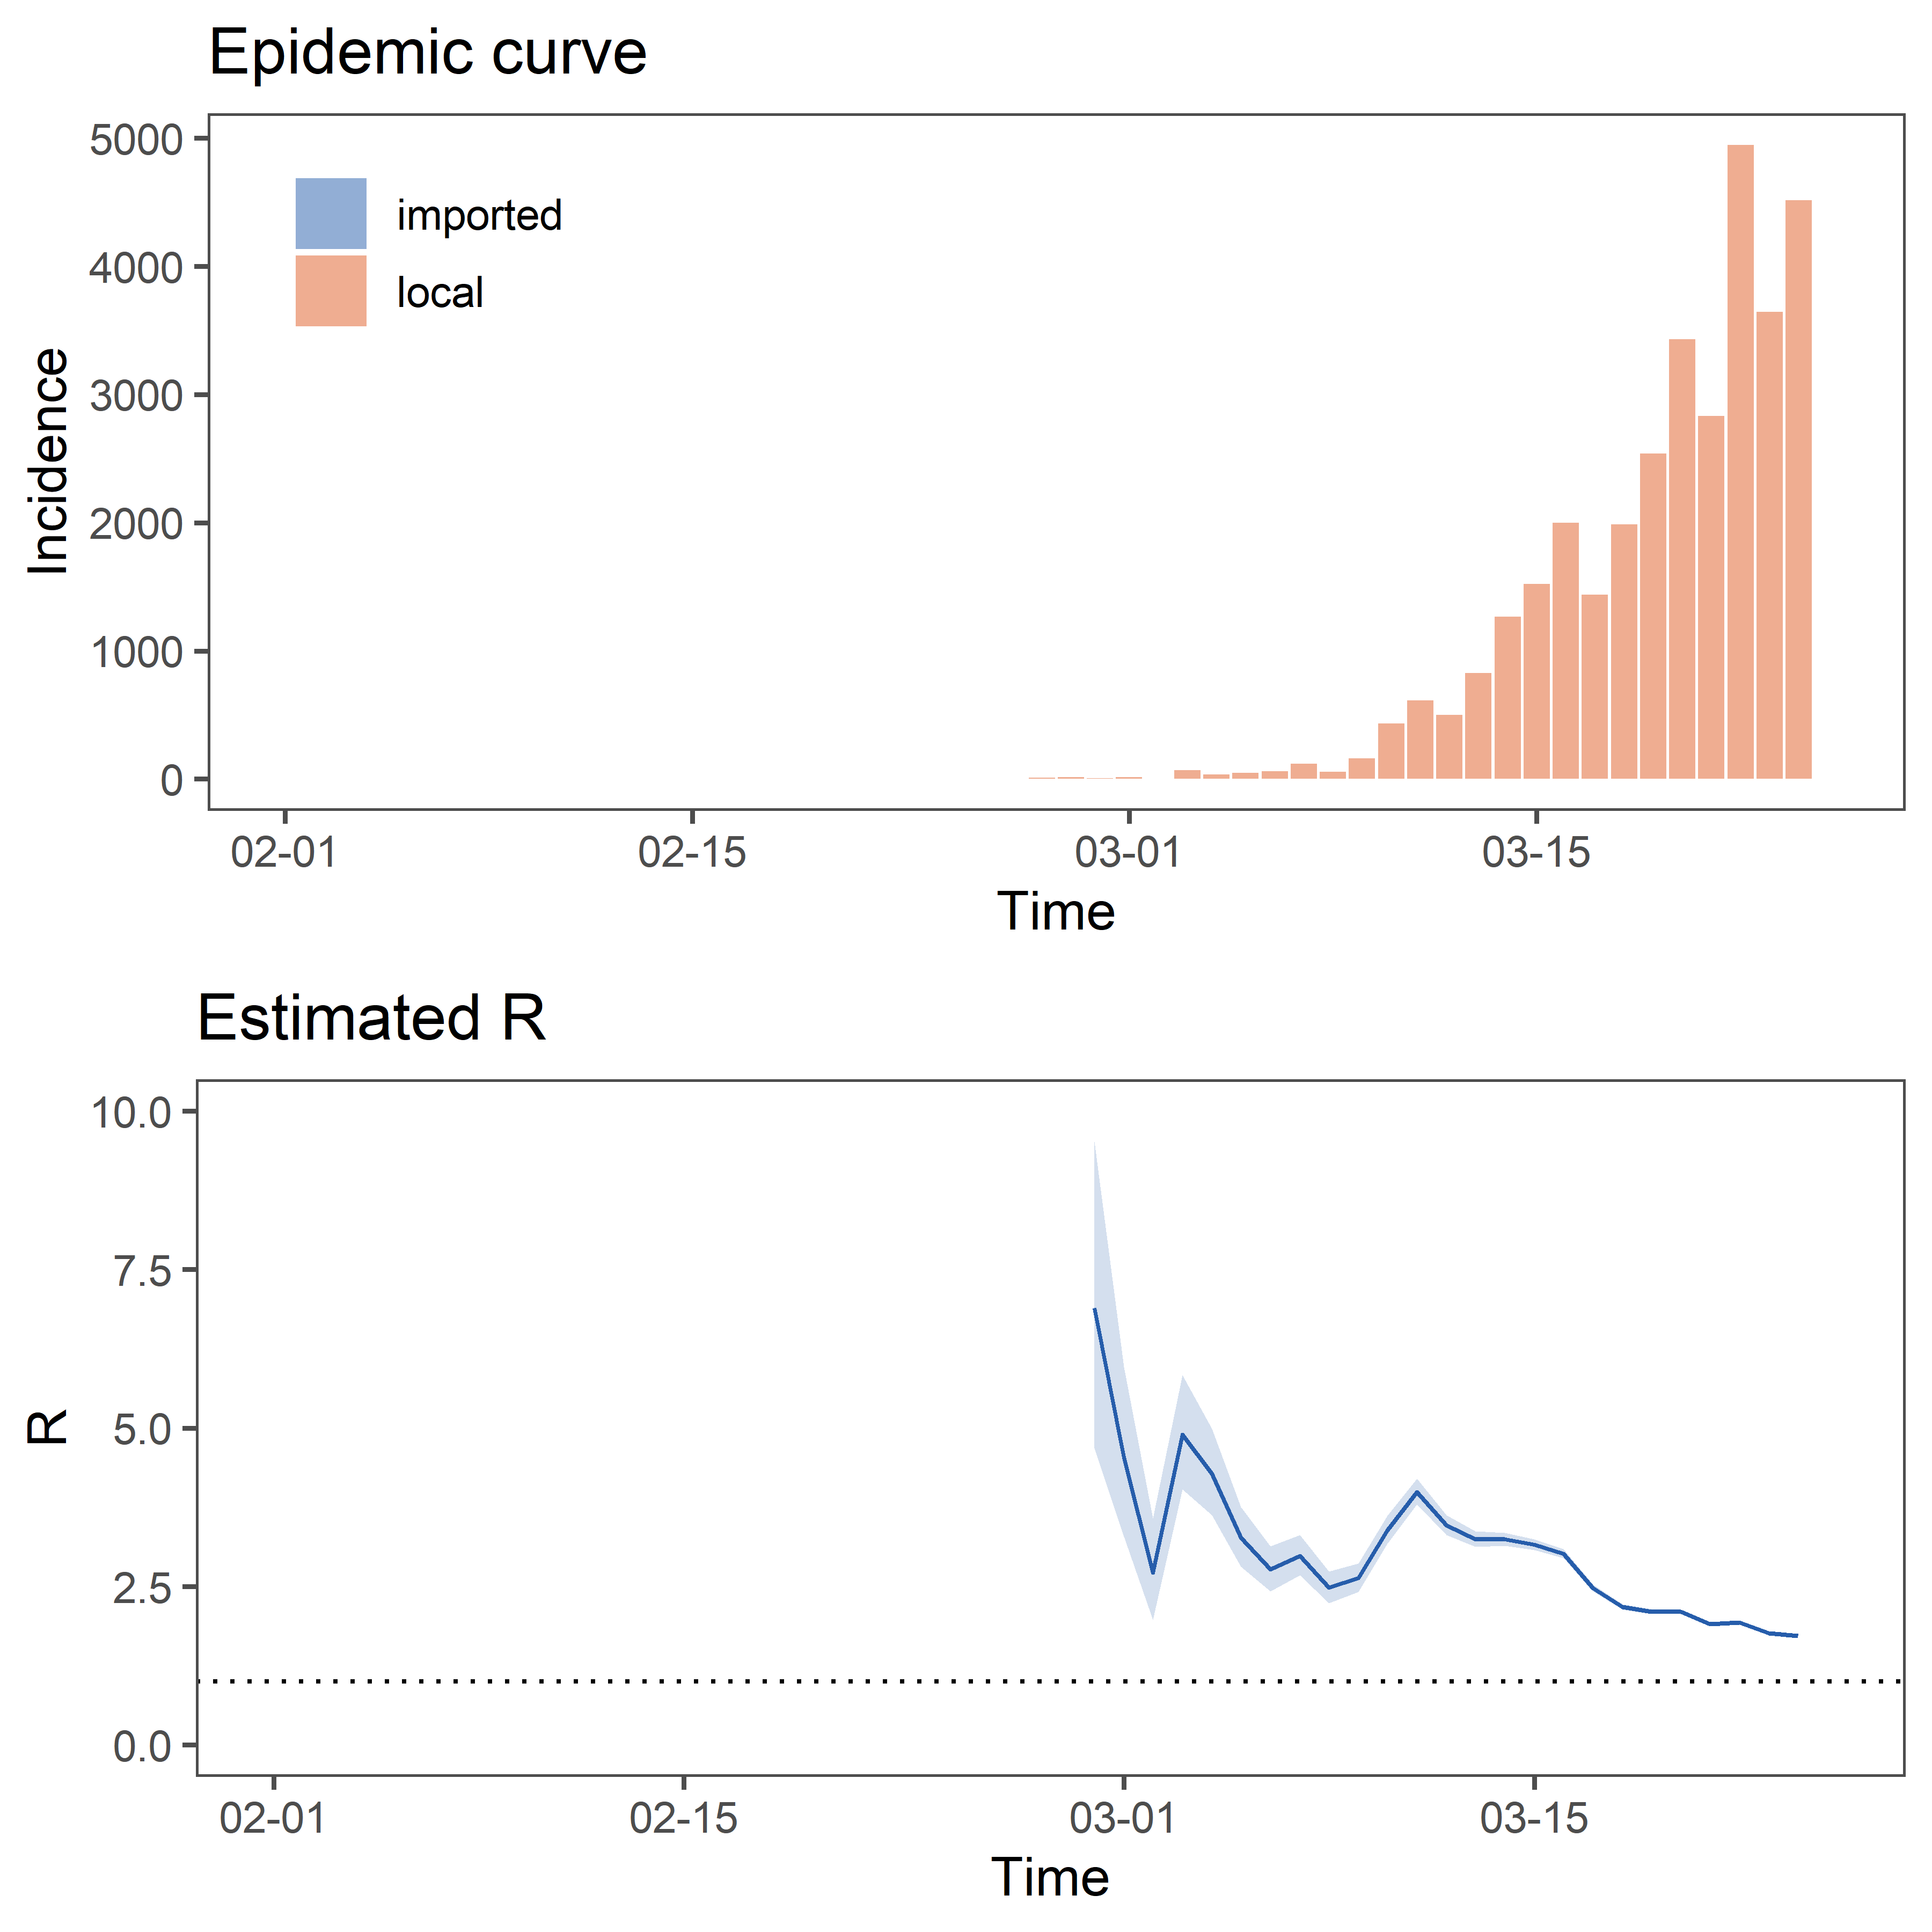 Epidemic curve
5000
4000
3000
2000
1000
0
Incidence
imported
local
02-01 02-15 03-01 03-15
Time
Estimated R
10.0
7.5
5.0
2.5
0.0
R
02-01 02-15 03-01 03-15
Time